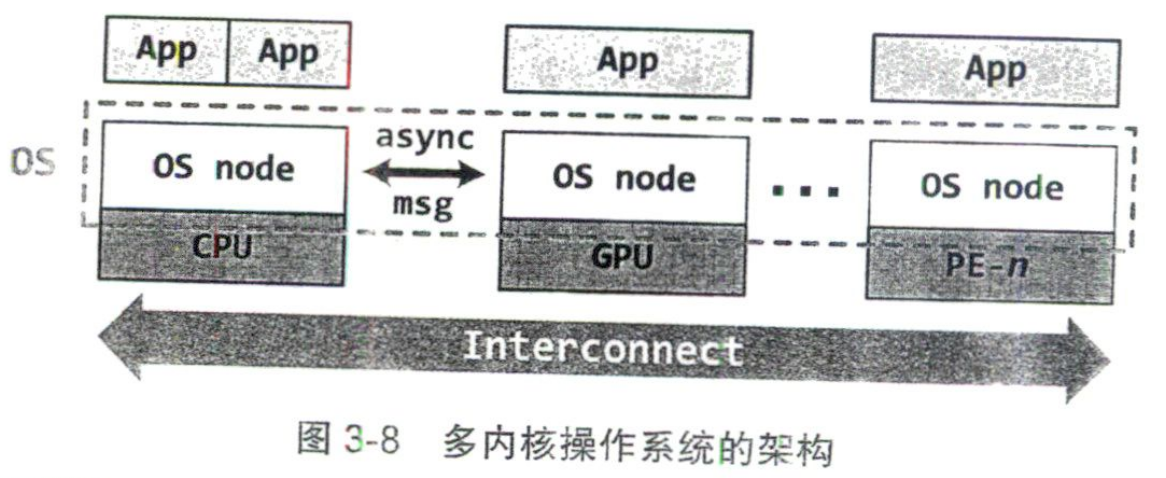 App App App App
async
OS OS node OS node ... OS node
msg
CPU GPU PE-n
Interconnect
图 3-8 多内核操作系统的架构